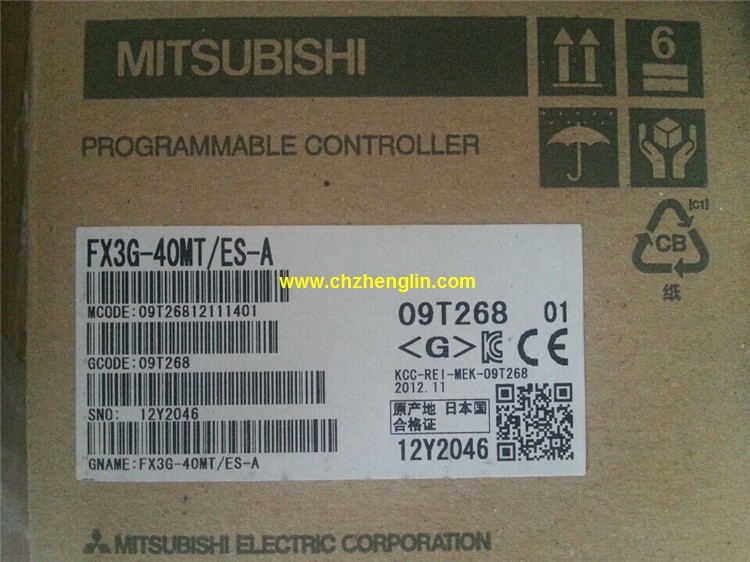 MITSUBISHI
6
PROGRAMMABLE CONTROLLER
[C1]
CB
纸
FX3G-40MT/ES-A
www.chzhenglin.com
MCODE:09T26812111401
09T268 01
<G> CE
GCODE:09T268
KCC-REI-MEK-09T268
2012.11
SNO: 12Y2046
原产地 日本国
合格证
12Y2046
GNAME:FX3G-40MT/ES-A
MITSUBISHI ELECTRIC CORPORATION